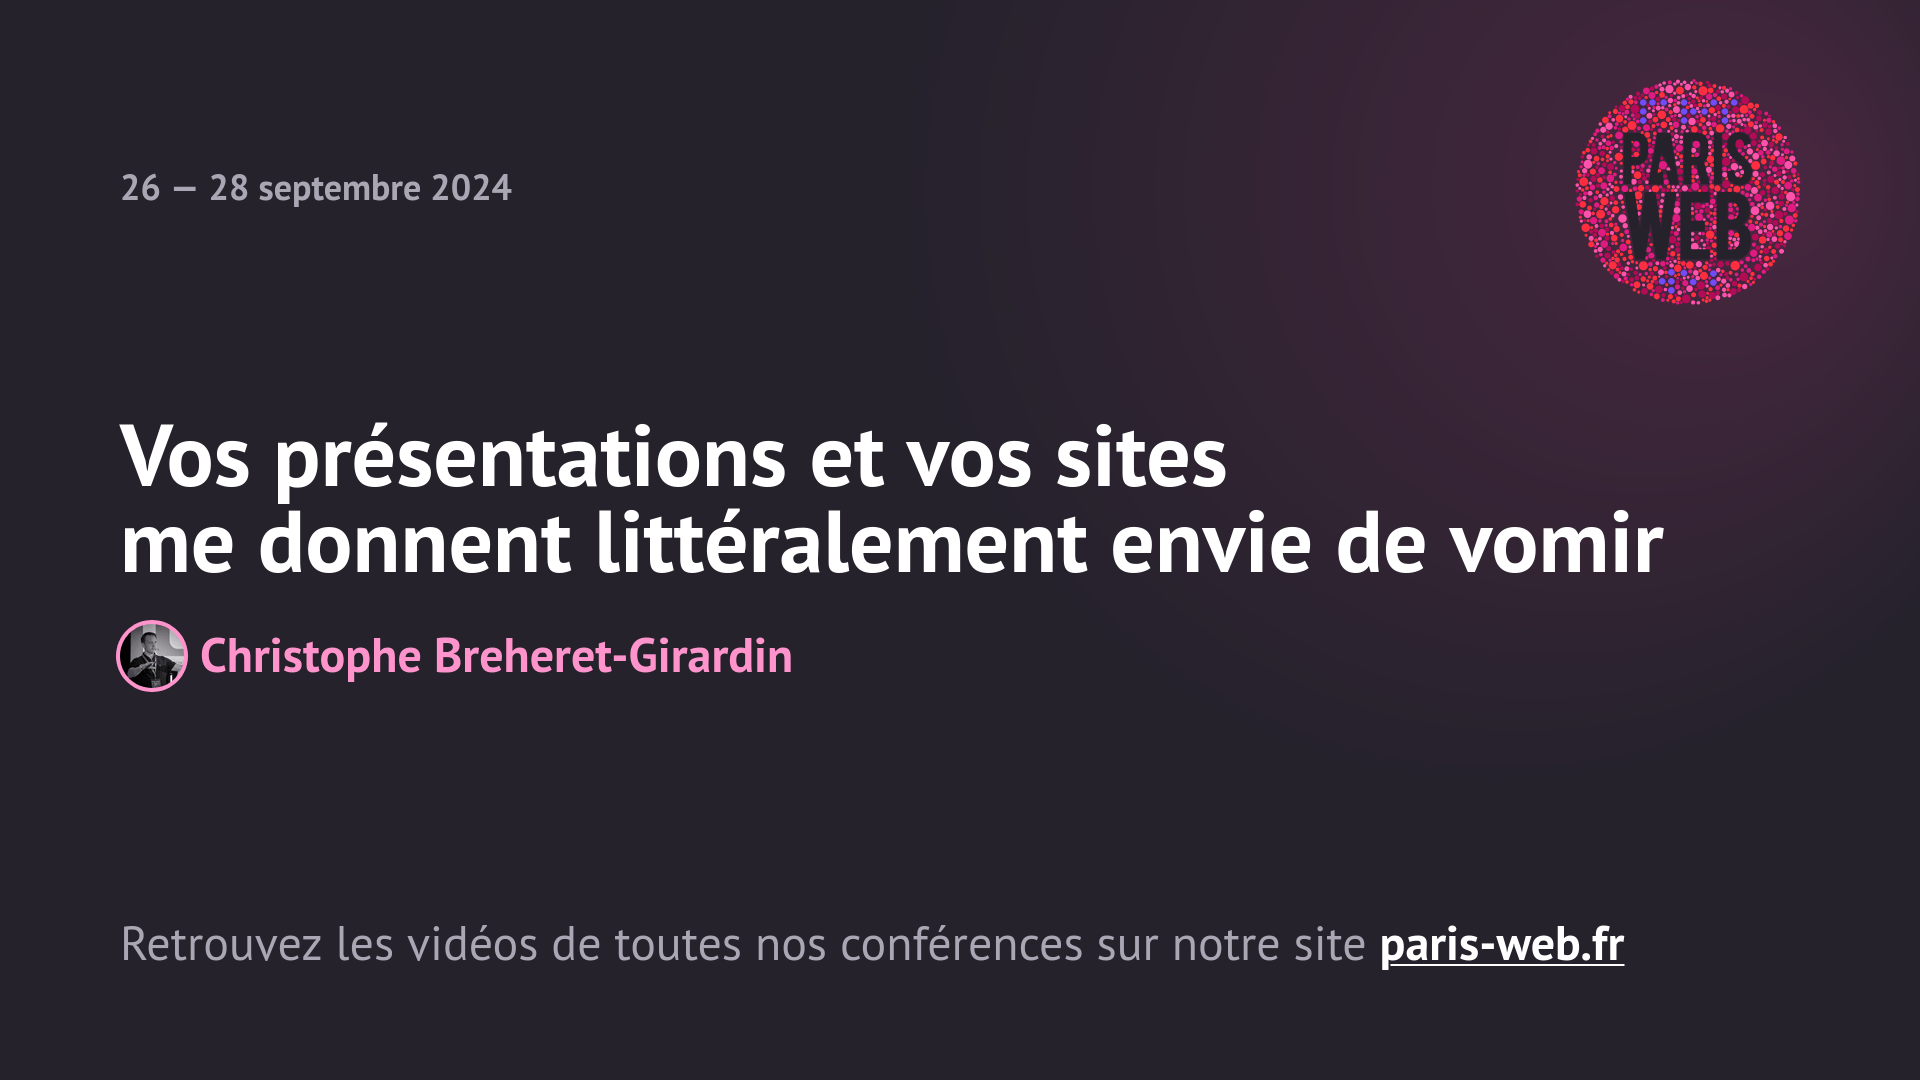 26 — 28 septembre 2024
PARIS
WEB
Vos présentations et vos sites
me donnent littéralement envie de vomir
Christophe Breheret-Girardin
Retrouvez les vidéos de toutes nos conférences sur notre site paris-web.fr